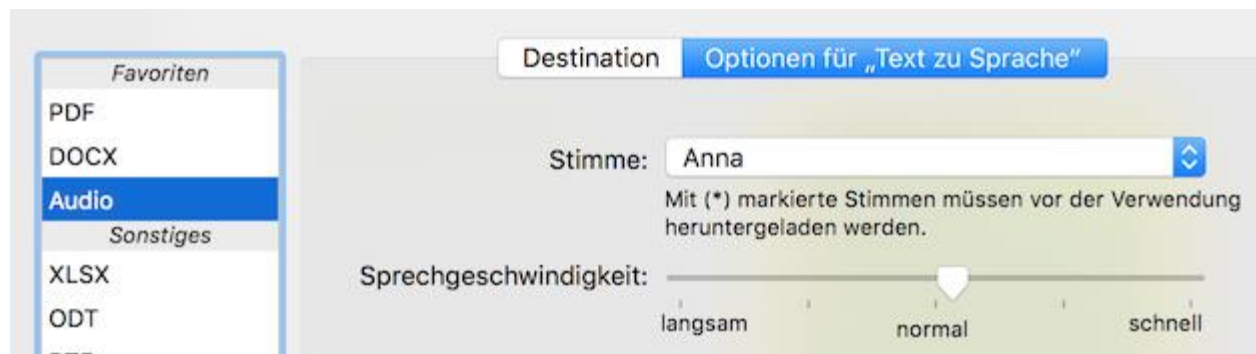 Destination
Optionen für „Text zu Sprache“
Favoriten
PDF
DOCX
Audio
Sonstiges
XLSX
ODT
Stimme: Anna
Mit (*) markierte Stimmen müssen vor der Verwendung
heruntergeladen werden.
Sprechgeschwindigkeit:
langsam normal schnell